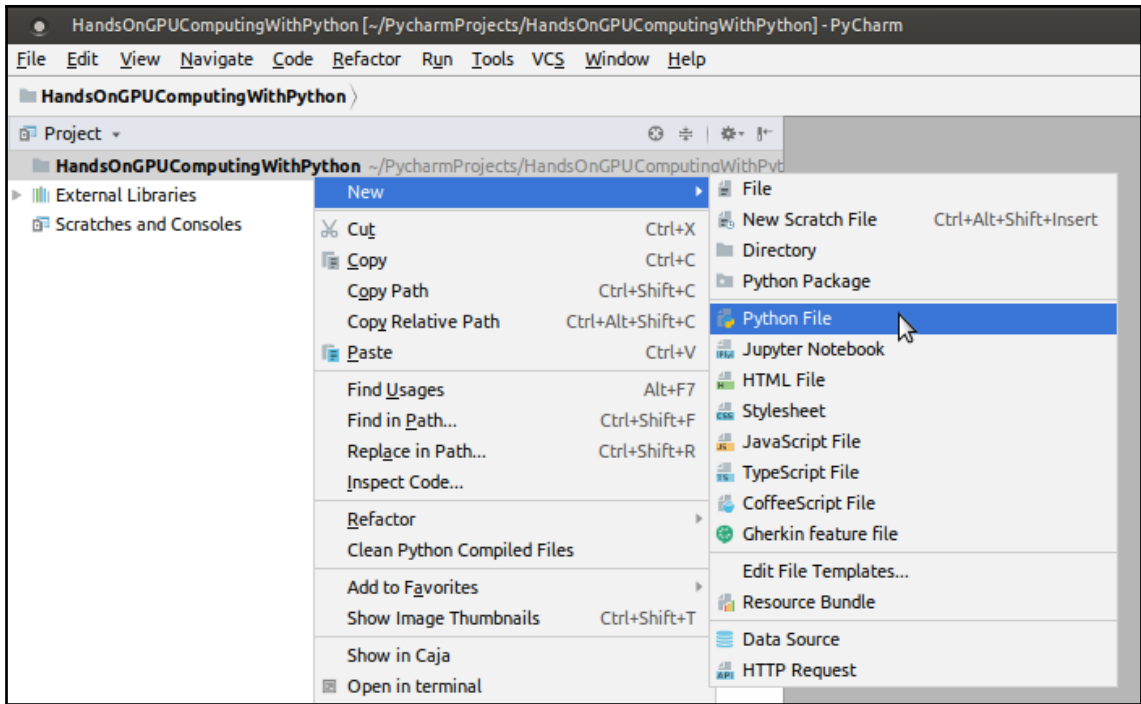 HandsOnGPUComputingWithPython [~/PycharmProjects/HandsOnGPUComputingWithPython] - PyCharm
File Edit View Navigate Code Refactor Run Tools VCS Window Help
HandsOnGPUComputingWithPython
Project
HandsOnGPUComputingWithPython ~/PycharmProjects/HandsOnGPUComputingWithPyt
External Libraries
Scratches and Consoles
New
Cut Ctrl+X
Copy Ctrl+C
Copy Path Ctrl+Shift+C
Copy Relative Path Ctrl+Alt+Shift+C
Paste Ctrl+V
Find Usages Alt+F7
Find in Path... Ctrl+Shift+F
Replace in Path... Ctrl+Shift+R
Inspect Code...
Refactor
Clean Python Compiled Files
Add to Favorites
Show Image Thumbnails Ctrl+Shift+T
Show in Caja
Open in terminal
File
New Scratch File Ctrl+Alt+Shift+Insert
Directory
Python Package
Python File
Jupyter Notebook
HTML File
Stylesheet
JavaScript File
TypeScript File
CoffeeScript File
Gherkin feature file
Edit File Templates...
Resource Bundle
Data Source
HTTP Request